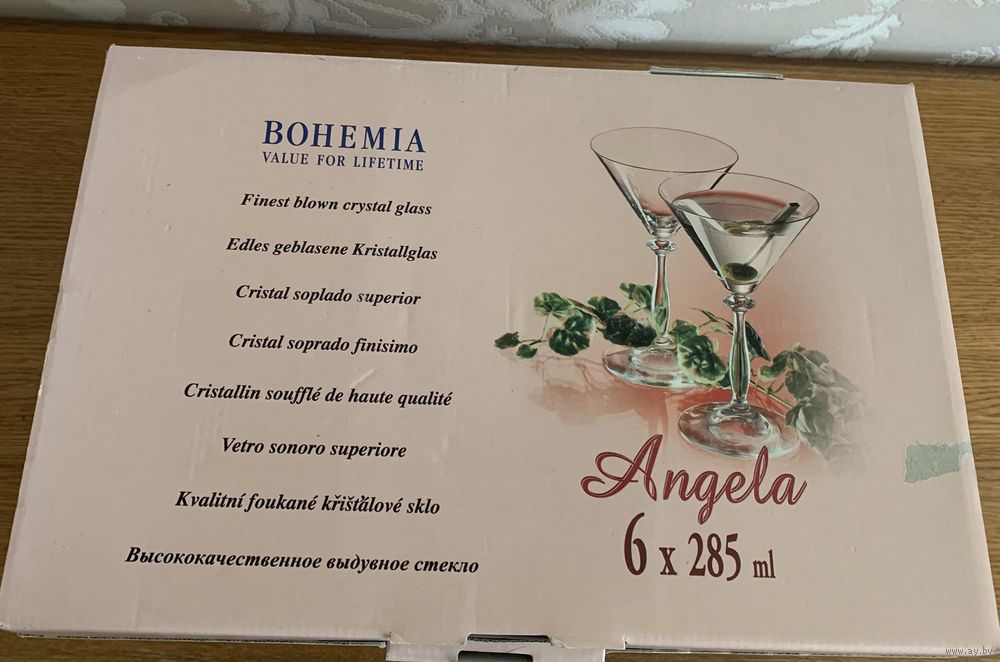 BOHEMIA
VALUE FOR LIFETIME
Finest blown crystal glass
Edles geblasene Kristallglas
Cristal soplado superior
Cristal soprado finisimo
Cristallin soufflé de haute qualité
Vetro sonoro superiore
Kvalitní foukané křišťálové sklo
Высококачественное выдувное стекло
Angela
6 x 285 ml
www.ay.by